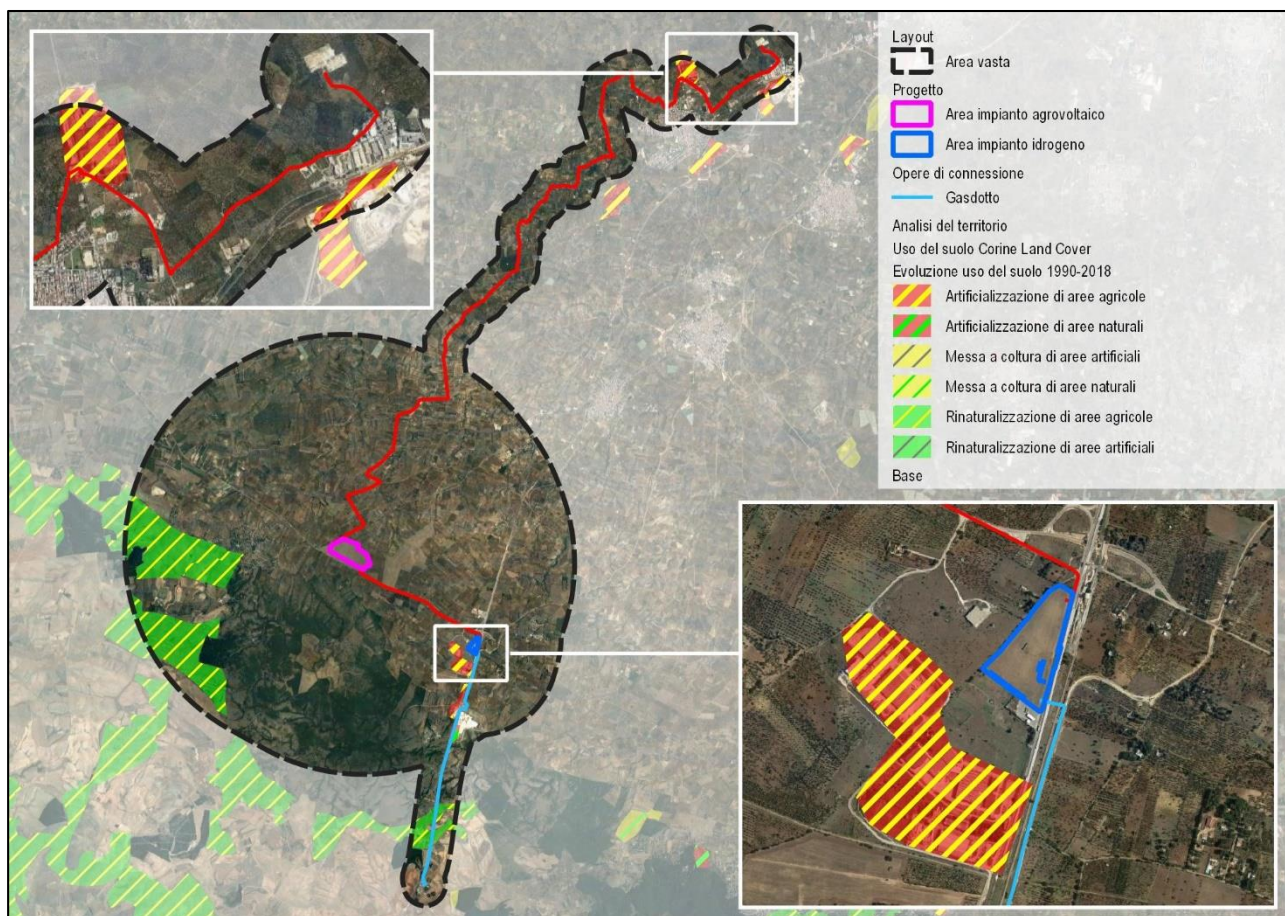 Layout
Area vasta
Progetto
Area impianto agrovoltaico
Area impianto idrogeno
Opere di connessione
Gasdotto
Analisi del territorio
Uso del suolo Corine Land Cover
Evoluzione uso del suolo 1990-2018
Artificializzazione di aree agricole
Artificializzazione di aree naturali
Messa a coltura di aree artificiali
Messa a coltura di aree naturali
Rinaturalizzazione di aree agricole
Rinaturalizzazione di aree artificiali
Base